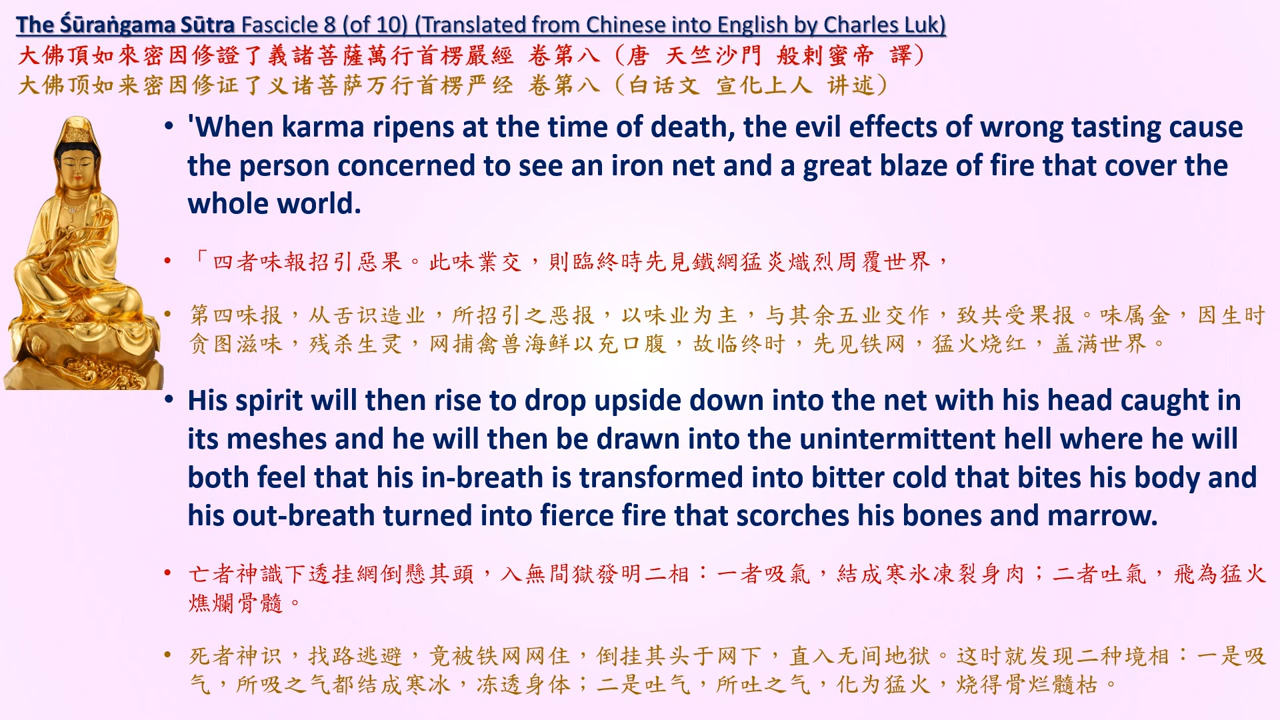 The Śūraṅgama Sūtra Fascicle 8 (of 10) (Translated from Chinese into English by Charles Luk)
大佛頂如來密因修證了義諸菩薩萬行首楞嚴經 卷第八（唐 天竺沙門 般剌蜜帝 譯）
大佛顶如来密因修证了义诸菩萨万行首楞严经 卷第八（白话文 宣化上人 讲述）
• 'When karma ripens at the time of death, the evil effects of wrong tasting cause
the person concerned to see an iron net and a great blaze of fire that cover the
whole world.
• 「四者味報招引惡果。此味業交，則臨終時先見鐵網猛炎熾烈周覆世界，
• 第四味报，从舌识造业，所招引之恶报，以味业为主，与其余五业交作，致共受果报。味属金，因生时
贪图滋味，残杀生灵，网捕禽兽海鲜以充口腹，故临终时，先见铁网，猛火烧红，盖满世界。
• His spirit will then rise to drop upside down into the net with his head caught in
its meshes and he will then be drawn into the unintermittent hell where he will
both feel that his in-breath is transformed into bitter cold that bites his body and
his out-breath turned into fierce fire that scorches his bones and marrow.
• 亡者神識下透挂網倒懸其頭，入無間獄發明二相：一者吸氣，結成寒氷凍裂身肉；二者吐氣，飛為猛火
燋爛骨髓。
• 死者神识，找路逃避，竟被铁网网住，倒挂其头于网下，直入无间地狱。这时就发现二种境相：一是吸
气，所吸之气都结成寒冰，冻透身体；二是吐气，所吐之气，化为猛火，烧得骨烂髓枯。